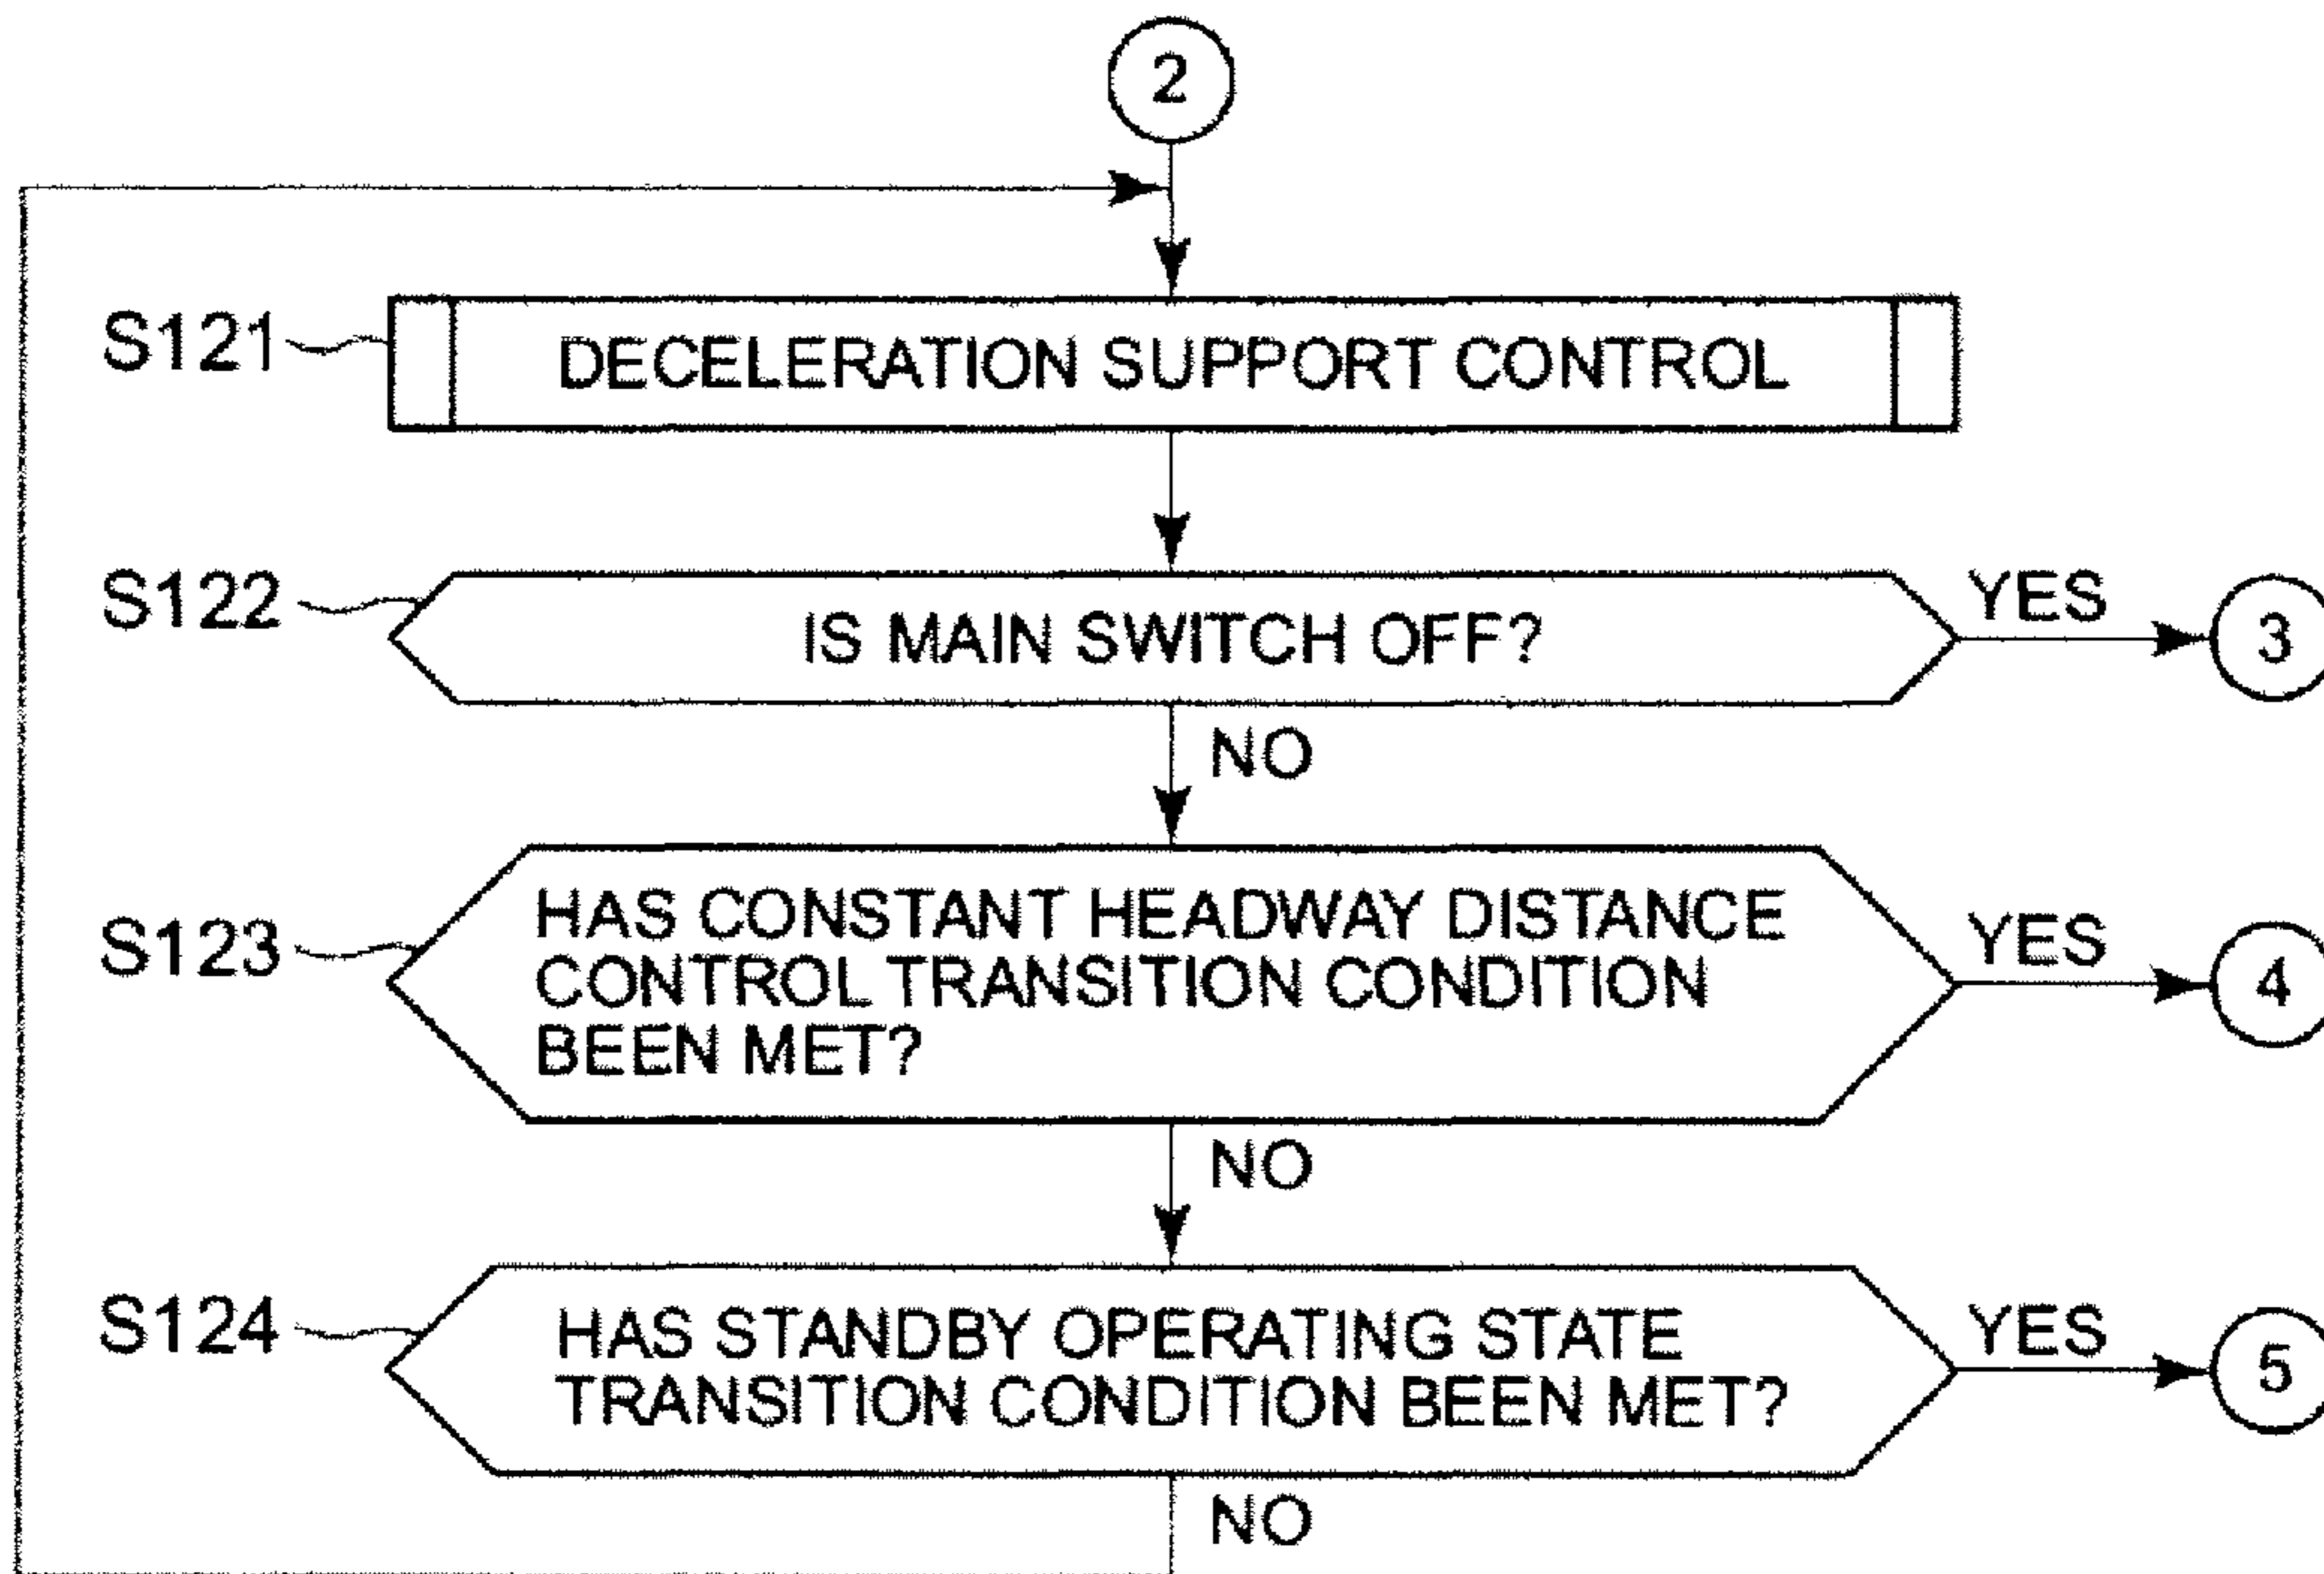 2
S121
DECELERATION SUPPORT CONTROL
S122
IS MAIN SWITCH OFF?
YES
3
NO
S123
HAS CONSTANT HEADWAY DISTANCE
CONTROL TRANSITION CONDITION
BEEN MET?
YES
4
NO
S124
HAS STANDBY OPERATING STATE
TRANSITION CONDITION BEEN MET?
YES
5
NO